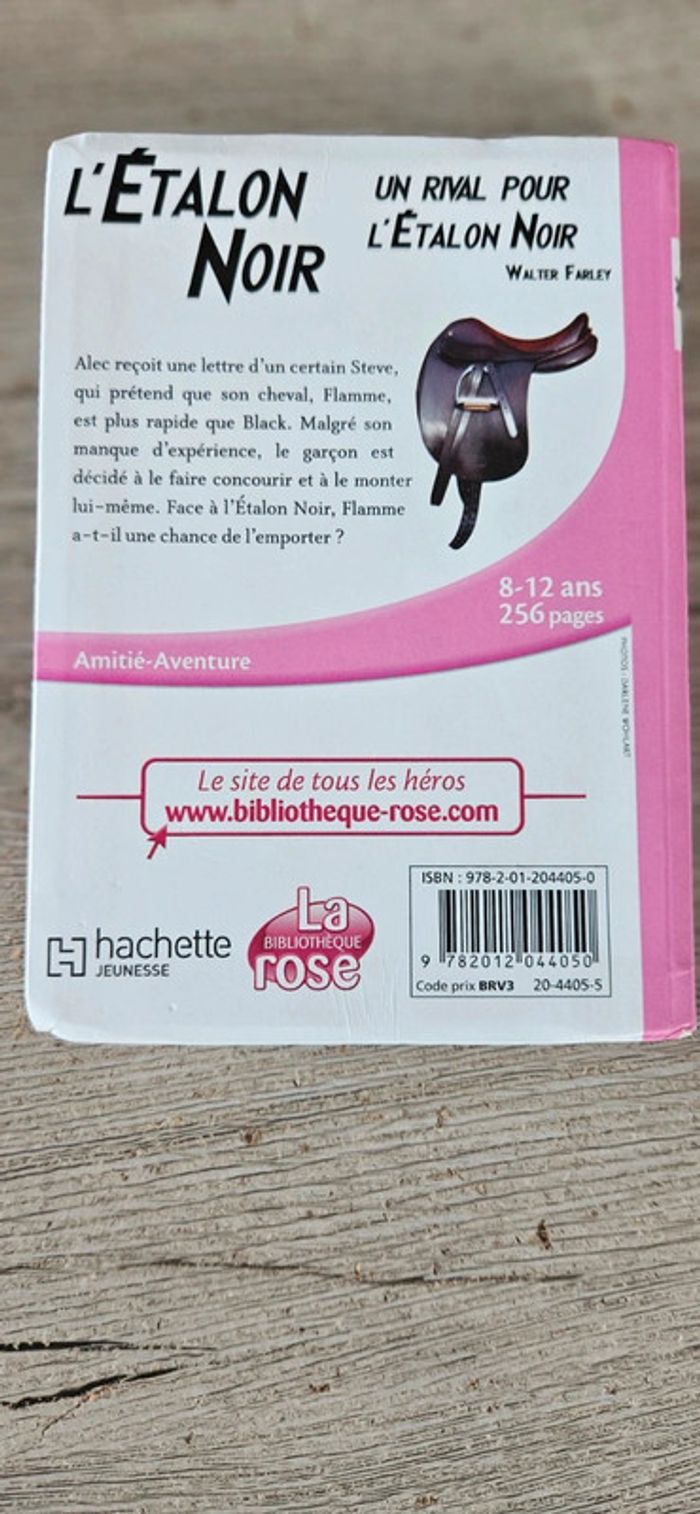 L'ÉTALON
NOIR
UN RIVAL POUR
L'ÉTALON NOIR
WALTER FARLEY
Alec reçoit une lettre d'un certain Steve,
qui prétend que son cheval, Flamme,
est plus rapide que Black. Malgré son
manque d'expérience, le garçon est
décidé à le faire concourir et à le monter
lui-même. Face à l'Étalon Noir, Flamme
a-t-il une chance de l'emporter ?
8-12 ans
256 pages
Amitié-Aventure
PHOTOS : DARLENE WOHLART
Le site de tous les héros
www.bibliotheque-rose.com
hachette
JEUNESSE
La
BIBLIOTHÈQUE
rose
ISBN : 978-2-01-204405-0
9 782012 044050
Code prix BRV3 20-4405-5